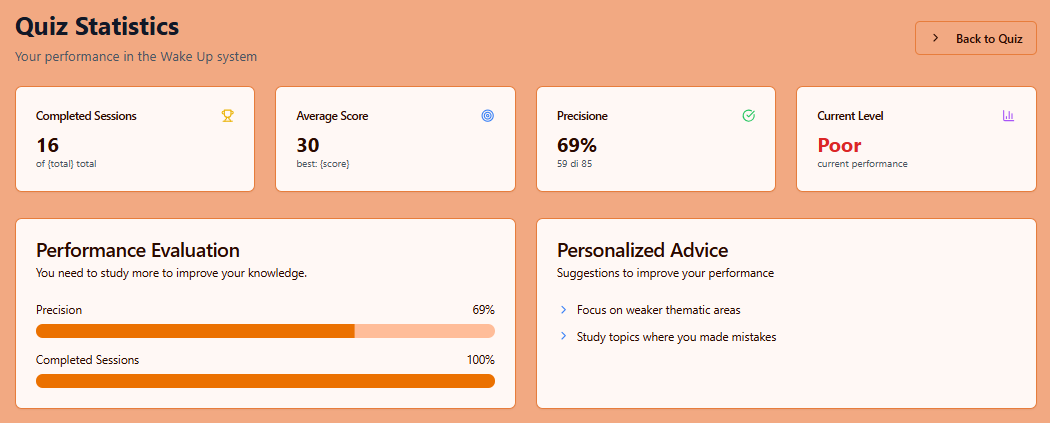 Quiz Statistics
Your performance in the Wake Up system
Back to Quiz
Completed Sessions
16
of {total} total
Average Score
30
best: {score}
Precisione
69%
59 di 85
Current Level
Poor
current performance
Performance Evaluation
You need to study more to improve your knowledge.
Precision 69%
Completed Sessions 100%
Personalized Advice
Suggestions to improve your performance
Focus on weaker thematic areas
Study topics where you made mistakes